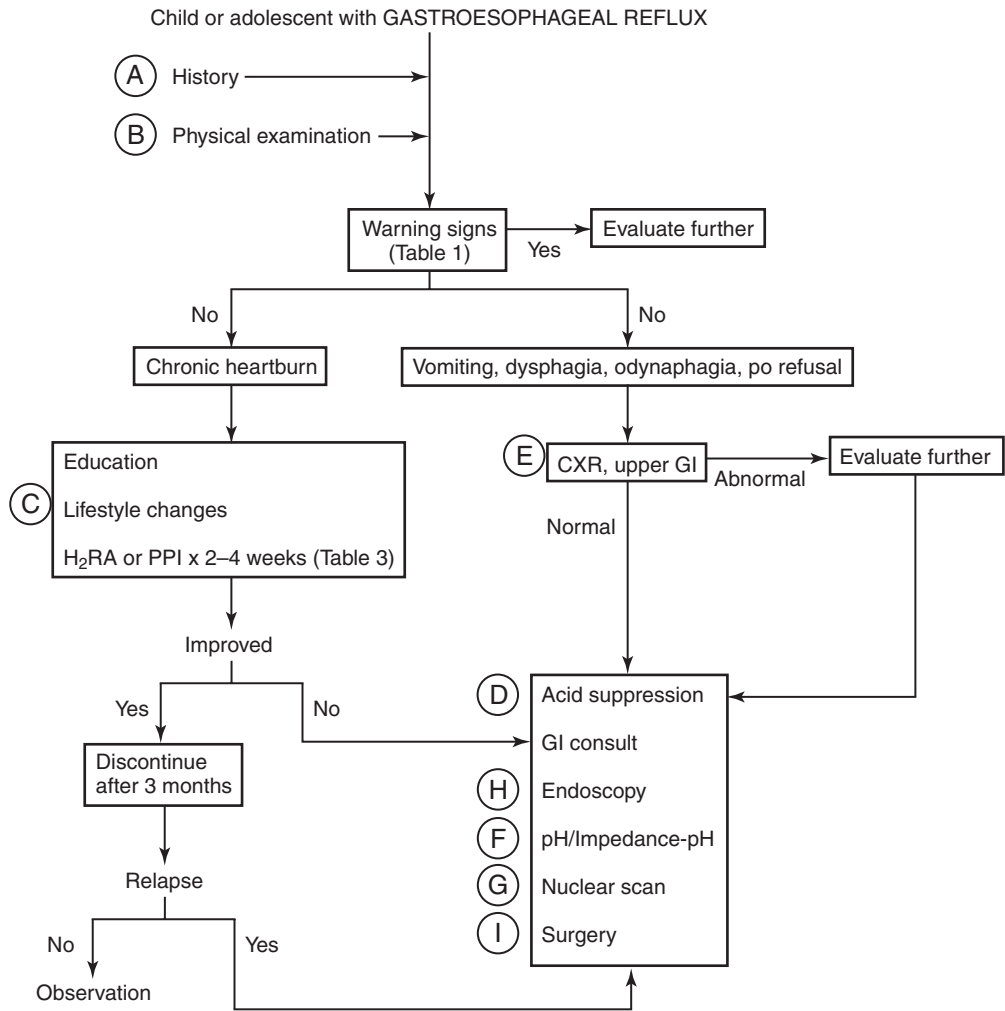 Child or adolescent with GASTROESOPHAGEAL REFLUX
A History
B Physical examination
Warning signs
(Table 1)
Yes
Evaluate further
No
No
Chronic heartburn
Vomiting, dysphagia, odynaphagia, po refusal
C
Education
Lifestyle changes
H₂RA or PPI x 2–4 weeks (Table 3)
E CXR, upper GI
Abnormal
Evaluate further
Normal
Improved
Yes
No
Discontinue
after 3 months
Relapse
No
Yes
Observation
D Acid suppression
GI consult
H Endoscopy
F pH/Impedance-pH
G Nuclear scan
I Surgery